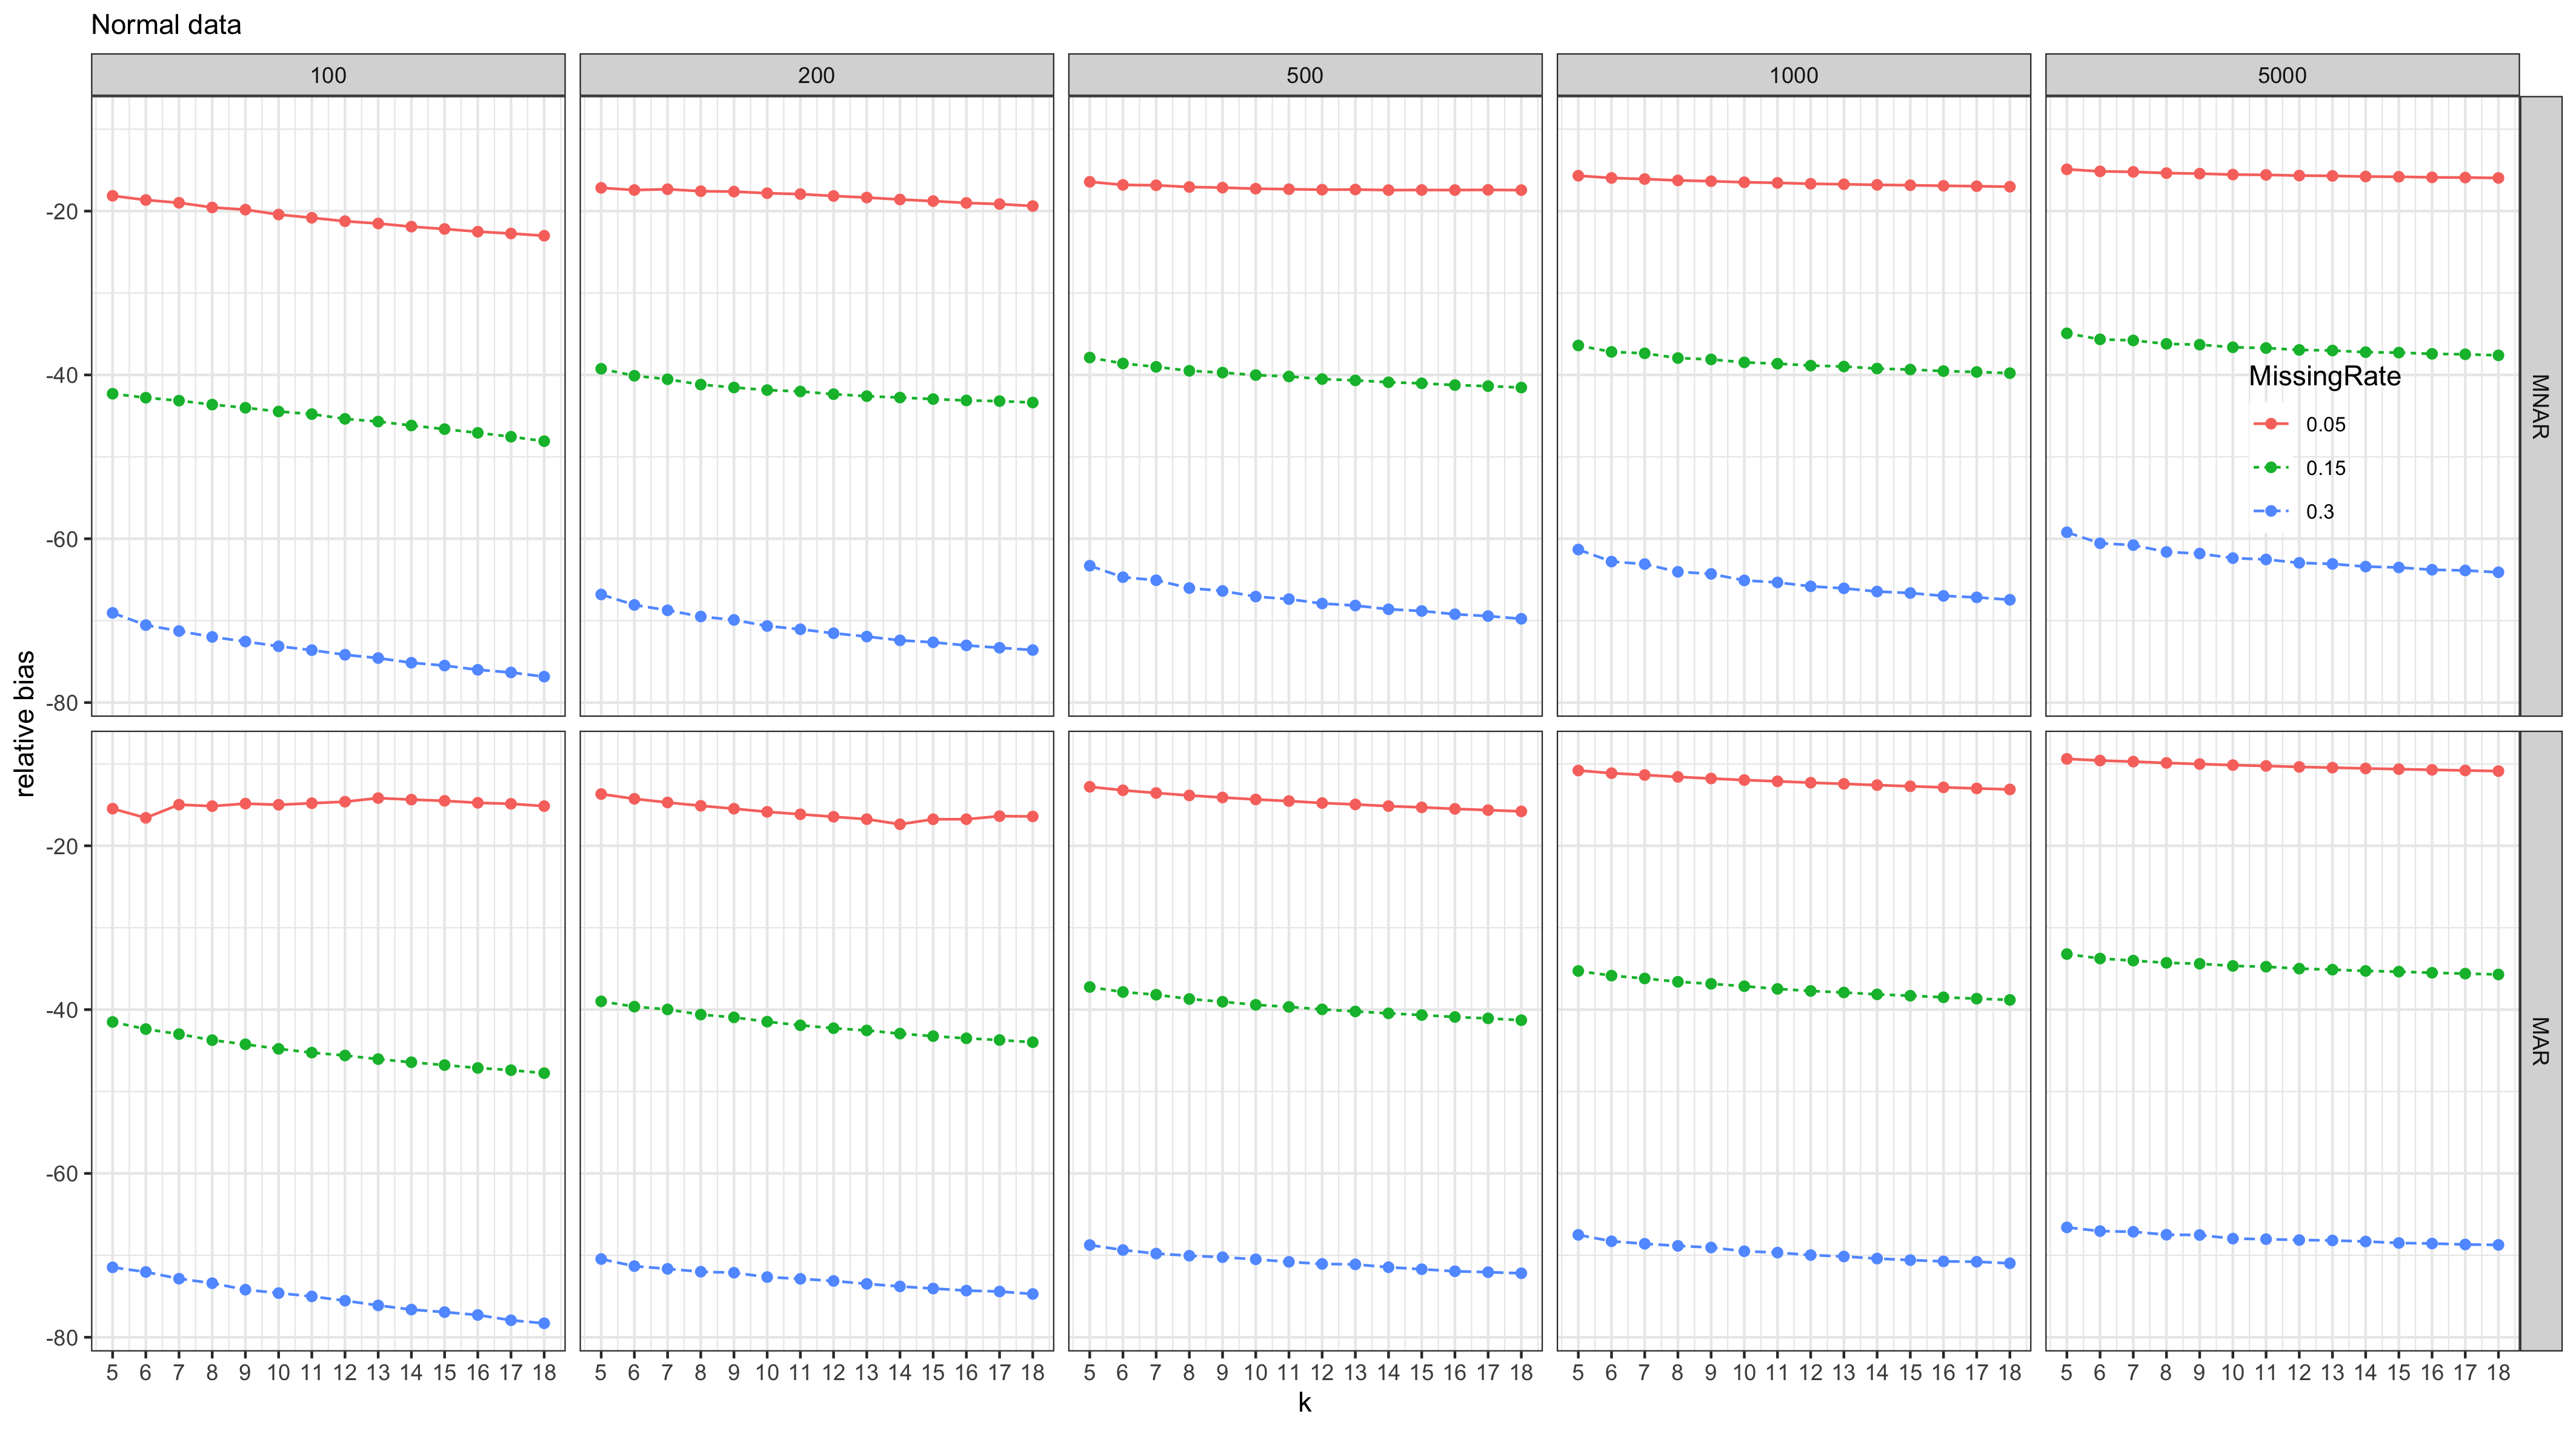 Normal data
100 200 500 1000 5000
-20
-40
-60
-80
MNAR
MissingRate
0.05
0.15
0.3
relative bias
-20
-40
-60
-80
MAR
5 6 7 8 9 10 11 12 13 14 15 16 17 18 5 6 7 8 9 10 11 12 13 14 15 16 17 18 5 6 7 8 9 10 11 12 13 14 15 16 17 18 5 6 7 8 9 10 11 12 13 14 15 16 17 18 5 6 7 8 9 10 11 12 13 14 15 16 17 18
k